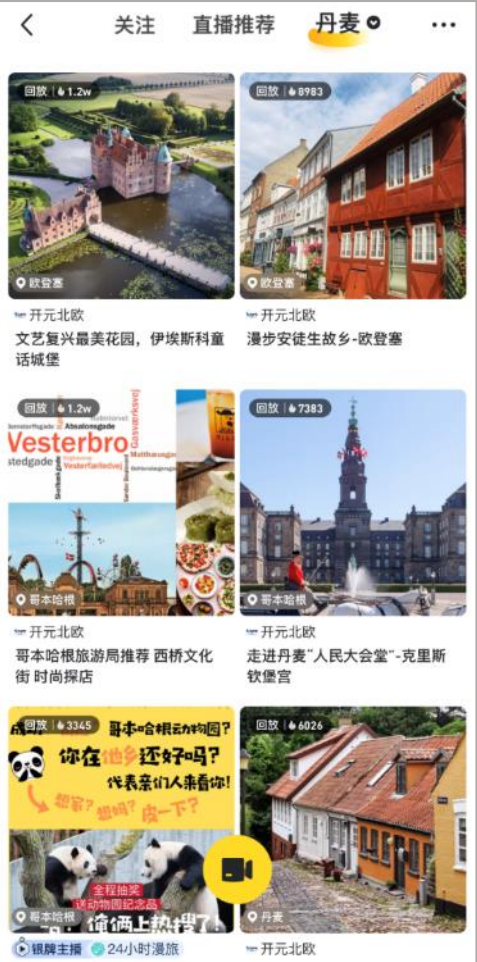 关注
直播推荐
丹麦
回放 1.2w
欧登塞
开元北欧
文艺复兴最美花园，伊埃斯科童
话城堡
回放 8983
欧登塞
开元北欧
漫步安徒生故乡-欧登塞
回放 1.2w
Absalonsgade
Vesterbro
Gasværksvej
stedgade
Vesterfælledvej
哥本哈根
开元北欧
哥本哈根旅游局推荐 西桥文化
街 时尚探店
回放 7383
哥本哈根
开元北欧
走进丹麦“人民大会堂”-克里斯
钦堡宫
回放 3345
哥本哈根动物园?
你在他乡还好吗?
代表亲们人来看你!
想家? 想妈? 皮一下?
全程抽奖
送动物园纪念品
俺俩上热搜了!
哥本哈根
银牌主播
24小时漫旅
回放 6026
丹麦
开元北欧